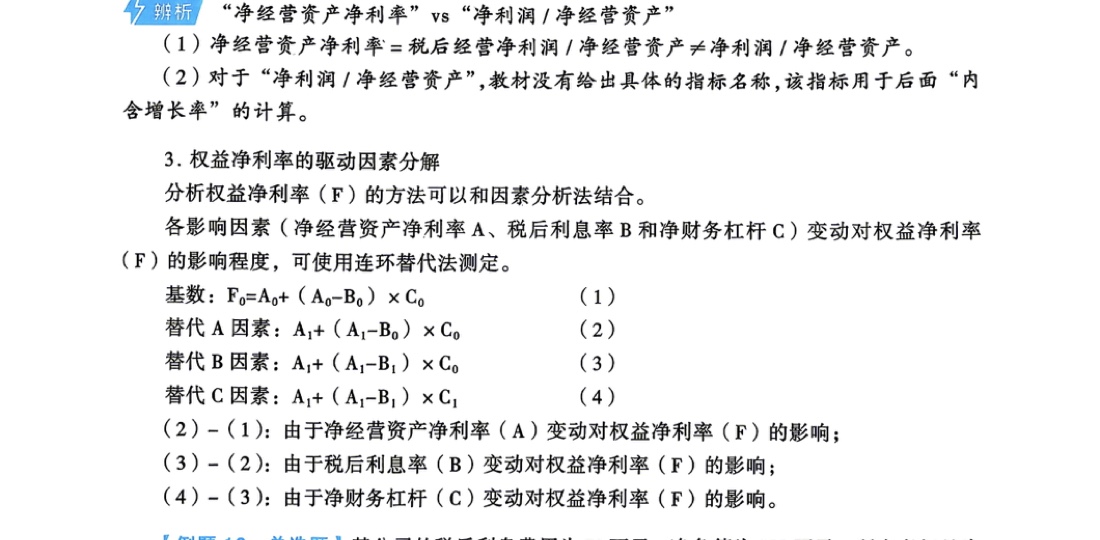 辨析 “净经营资产净利率”vs“净利润/净经营资产”
（1）净经营资产净利率=税后经营净利润/净经营资产≠净利润/净经营资产。
（2）对于“净利润/净经营资产”,教材没有给出具体的指标名称,该指标用于后面“内
含增长率”的计算。
3. 权益净利率的驱动因素分解
分析权益净利率（F）的方法可以和因素分析法结合。
各影响因素（净经营资产净利率 A、税后利息率 B 和净财务杠杆 C）变动对权益净利率
（F）的影响程度，可使用连环替代法测定。
基数：F₀=A₀+（A₀-B₀）×C₀ （1）
替代 A 因素：A₁+（A₁-B₀）×C₀ （2）
替代 B 因素：A₁+（A₁-B₁）×C₀ （3）
替代 C 因素：A₁+（A₁-B₁）×C₁ （4）
（2）-（1）：由于净经营资产净利率（A）变动对权益净利率（F）的影响；
（3）-（2）：由于税后利息率（B）变动对权益净利率（F）的影响；
（4）-（3）：由于净财务杠杆（C）变动对权益净利率（F）的影响。